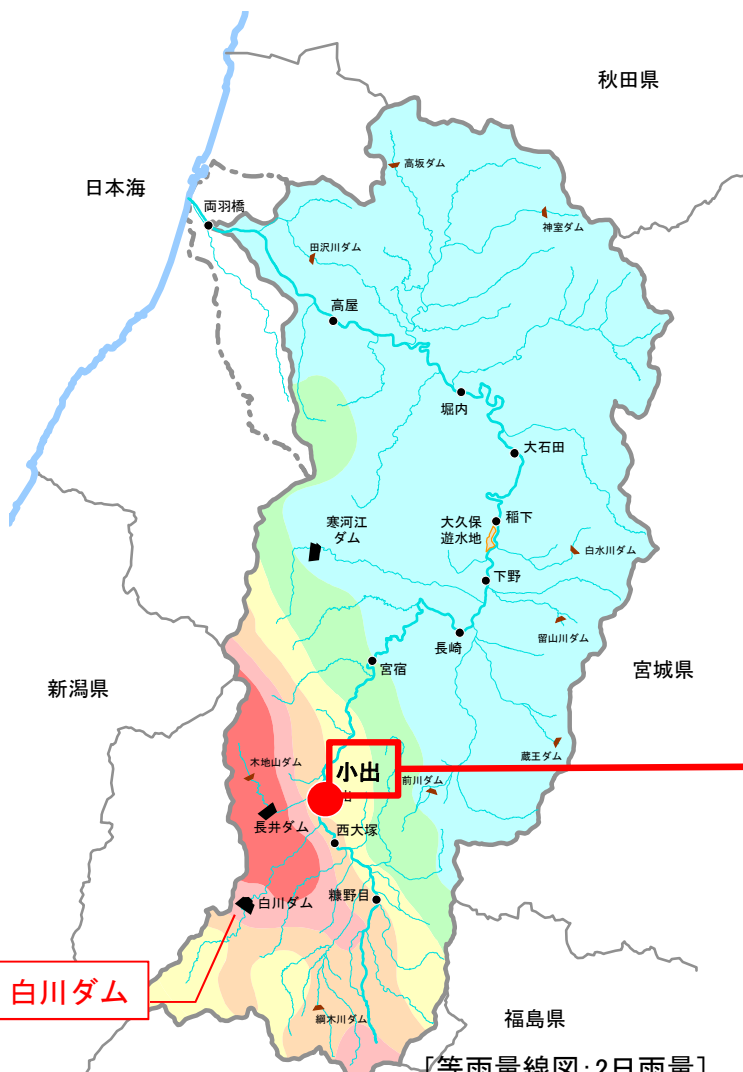 秋田県
高坂ダム
日本海
両羽橋
神室ダム
田沢川ダム
高屋
堀内
大石田
大久保
遊水地
稲下
寒河江
ダム
白水川ダム
下野
留山川ダム
長崎
宮宿
宮城県
新潟県
蔵王ダム
木地山ダム
小出
前川ダム
長井ダム
西大塚
白川ダム
糠野目
白川ダム
綱木川ダム
福島県
[等雨量線図:2日雨量]